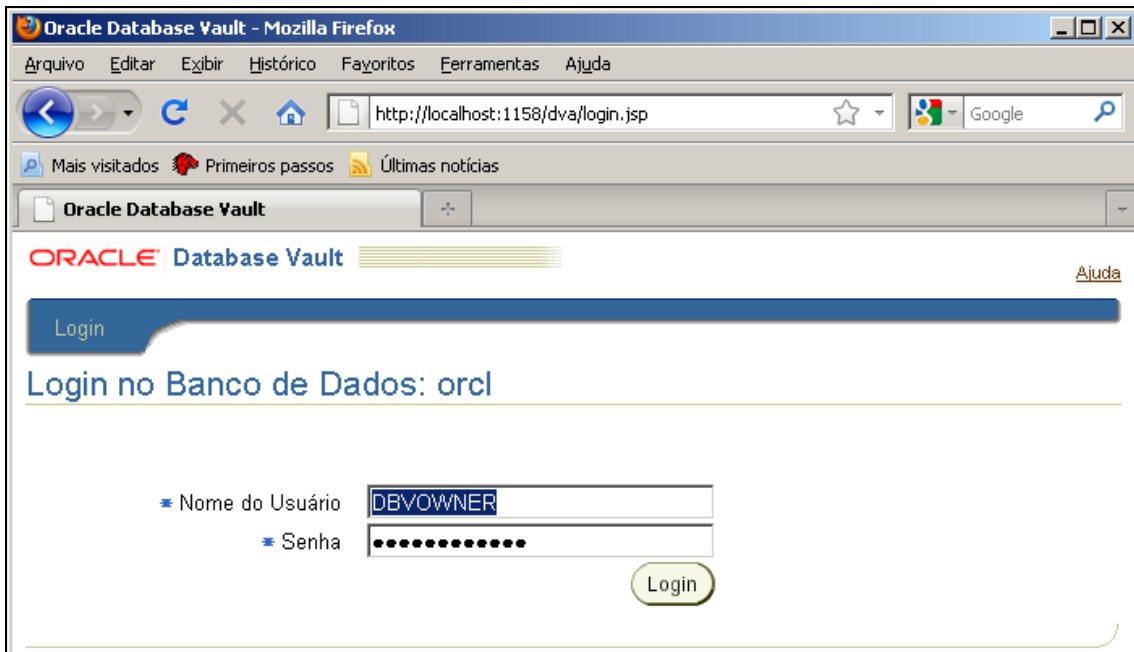 Oracle Database Vault - Mozilla Firefox
Arquivo Editar Exibir Histórico Favoritos Ferramentas Ajuda
http://localhost:1158/dva/login.jsp Google
Mais visitados Primeiros passos Últimas notícias
Oracle Database Vault
ORACLE Database Vault
Ajuda
Login
Login no Banco de Dados: orcl
Nome do Usuário DBVOWNER
Senha ••••••••••••
Login